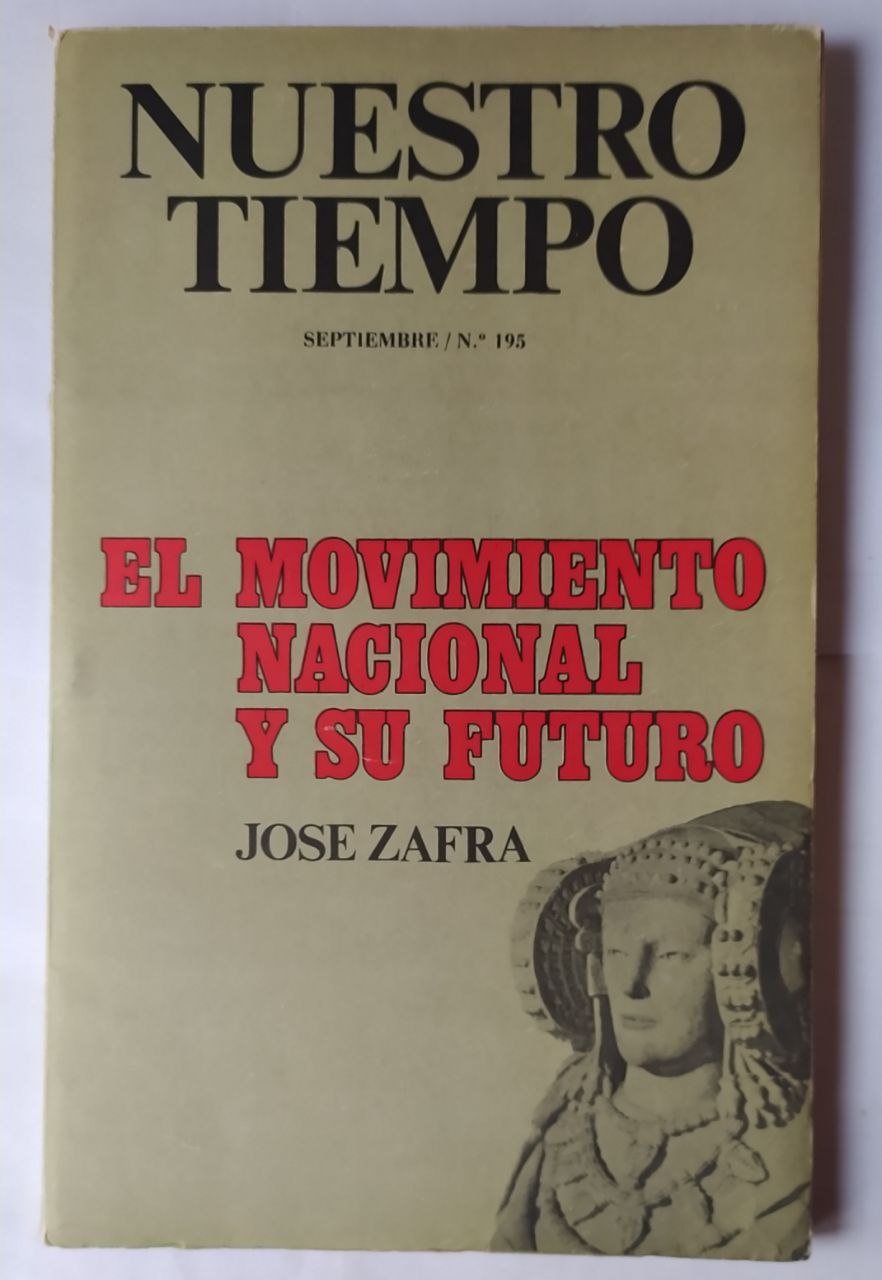 NUESTRO
TIEMPO
SEPTIEMBRE / N.º 195
EL MOVIMIENTO
NACIONAL
Y SU FUTURO
JOSE ZAFRA